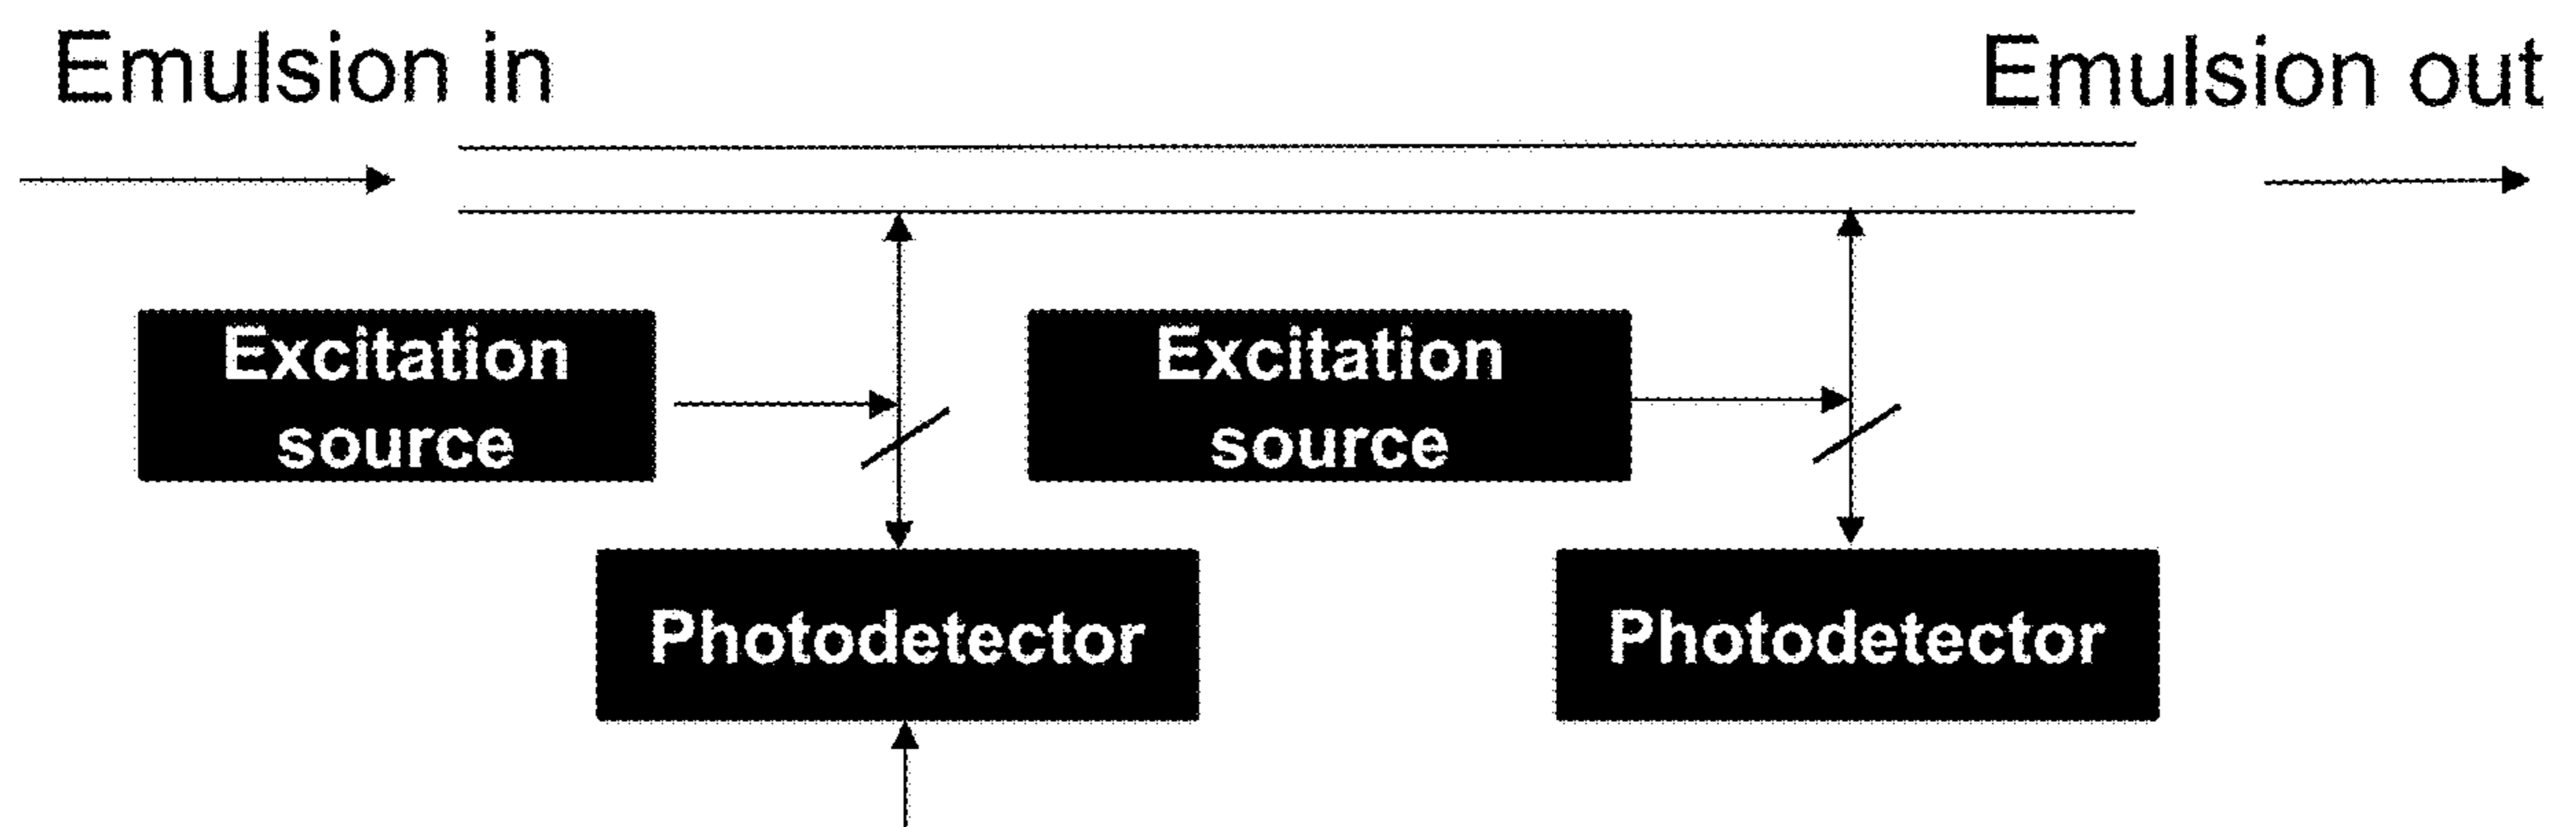 Emulsion in
Emulsion out
Excitation
source
Excitation
source
Photodetector
Photodetector